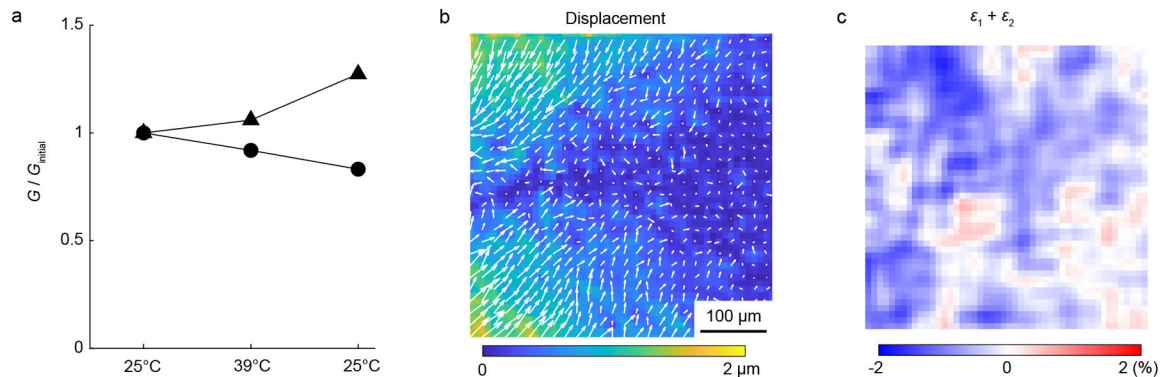 a
1.5
1
0.5
0
G / G_initial
25°C 39°C 25°C
b
Displacement
100 µm
0 2 µm
c
ε₁ + ε₂
-2 0 2 (%)